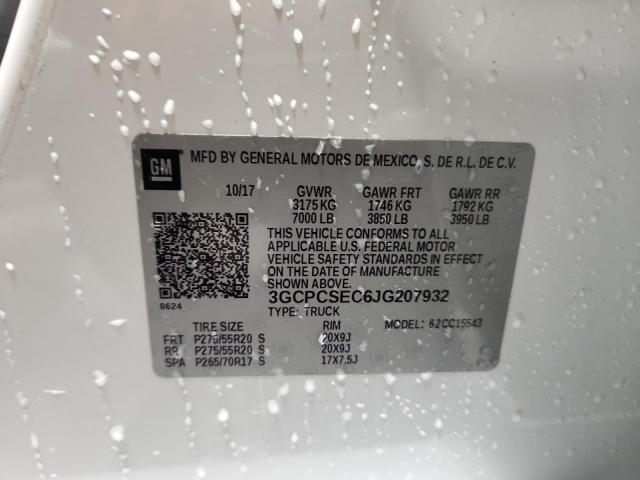 GM MFD BY GENERAL MOTORS DE MEXICO, S. DE R.L. DE C.V.
10/17 GVWR GAWR FRT GAWR RR
3175 KG 1746 KG 1792 KG
7000 LB 3850 LB 3950 LB
THIS VEHICLE CONFORMS TO ALL
APPLICABLE U.S. FEDERAL MOTOR
VEHICLE SAFETY STANDARDS IN EFFECT
ON THE DATE OF MANUFACTURE
SHOWN ABOVE.
3GCPCSEC6JG207932
8624
TYPE: TRUCK
TIRE SIZE RIM MODEL: 62CC15543
FRT P275/55R20 S 20X9J
RR P275/55R20 S 20X9J
SPA P265/70R17 S 17X7.5J